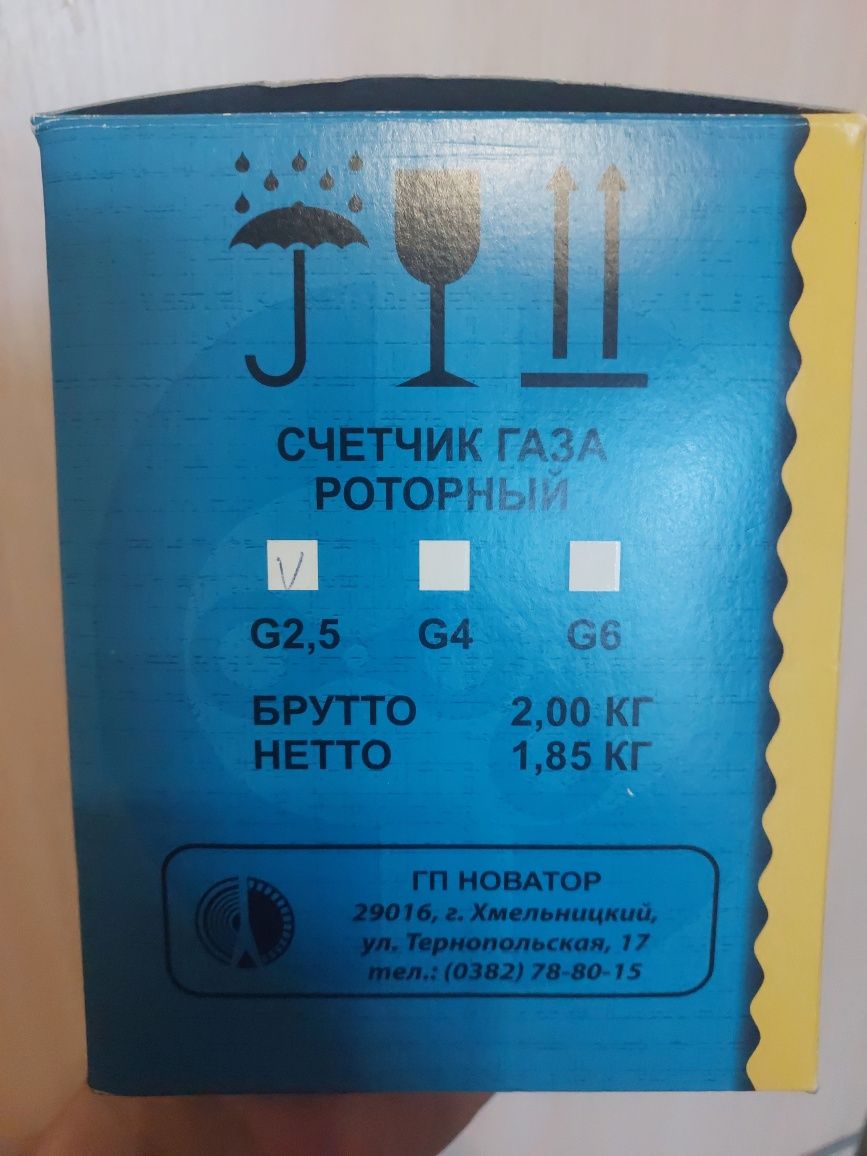 СЧЕТЧИК ГАЗА
РОТОРНЫЙ
V
G2,5 G4 G6
БРУТТО 2,00 КГ
НЕТТО 1,85 КГ
ГП НОВАТОР
29016, г. Хмельницкий,
ул. Тернопольская, 17
тел.: (0382) 78-80-15